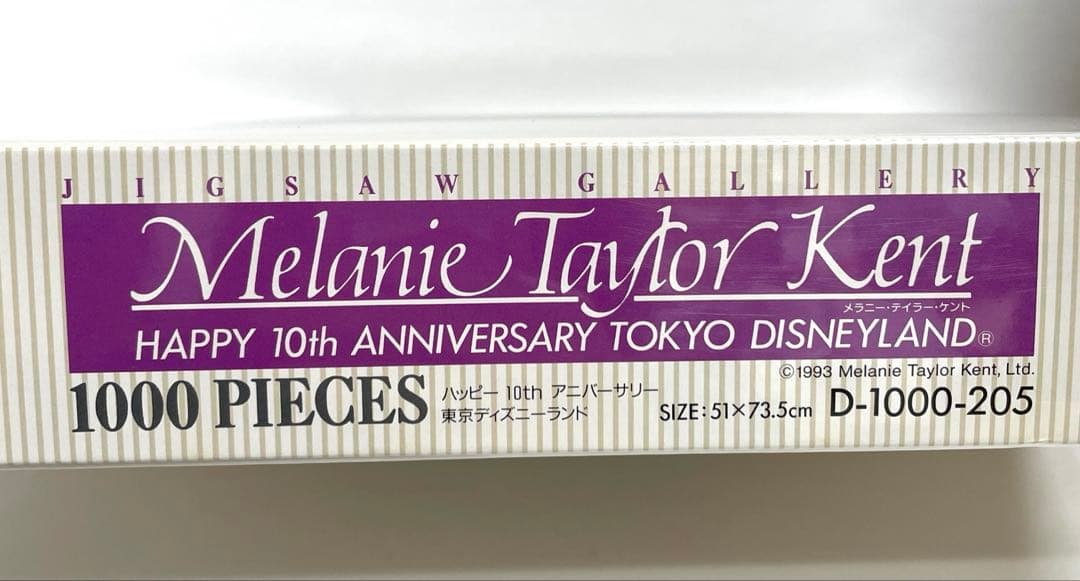 JIGSAW GALLERY
Melanie Taylor Kent
メラニー・テイラー・ケント
HAPPY 10th ANNIVERSARY TOKYO DISNEYLAND®
©1993 Melanie Taylor Kent, Ltd.
1000 PIECES
ハッピー 10th アニバーサリー
東京ディズニーランド
SIZE:51×73.5cm
D-1000-205